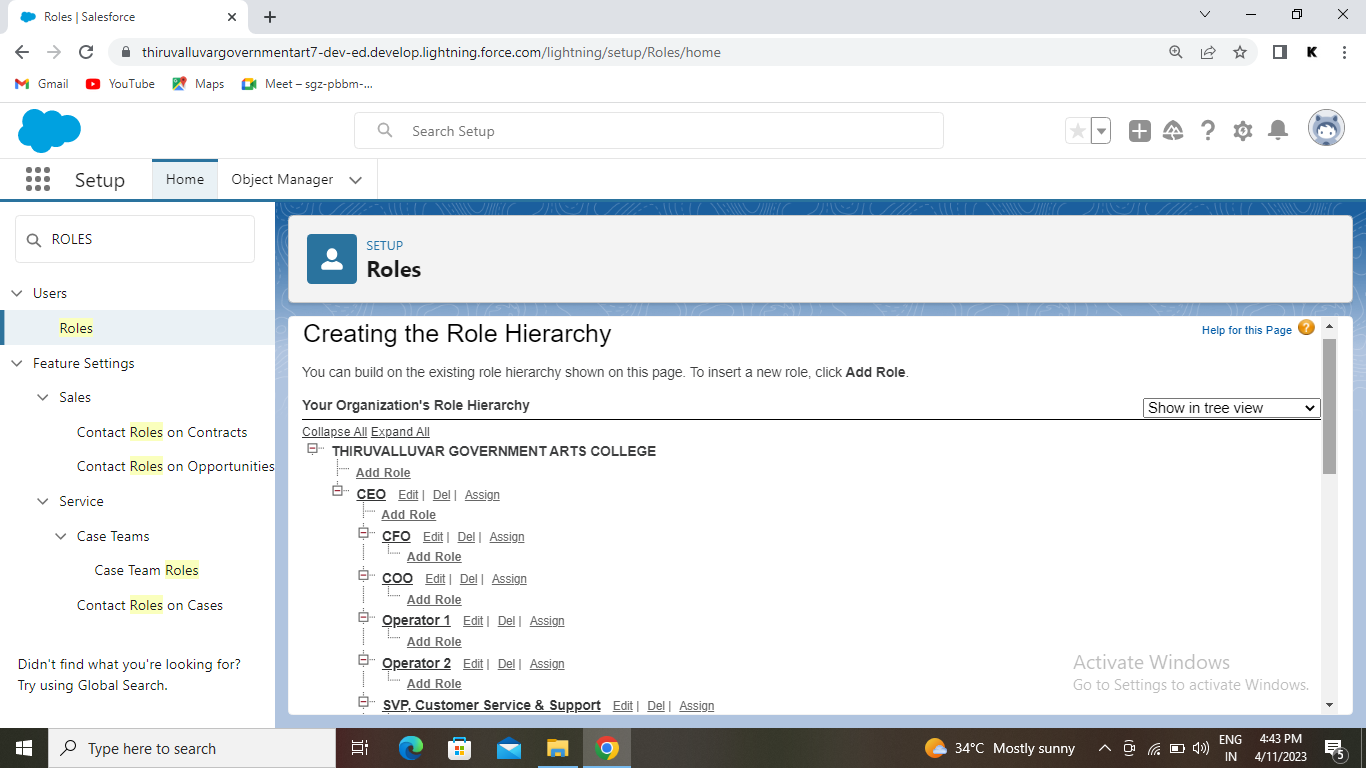 Roles | Salesforce
thiruvalluvargovernmentart7-dev-ed.develop.lightning.force.com/lightning/setup/Roles/home
Gmail YouTube Maps Meet – sgz-pbbm-...
Search Setup
Setup Home Object Manager
ROLES
Users
Roles
Feature Settings
Sales
Contact Roles on Contracts
Contact Roles on Opportunities
Service
Case Teams
Case Team Roles
Contact Roles on Cases
Didn't find what you're looking for?
Try using Global Search.
SETUP
Roles
Creating the Role Hierarchy
Help for this Page ?
You can build on the existing role hierarchy shown on this page. To insert a new role, click Add Role.
Your Organization's Role Hierarchy
Show in tree view
Collapse All Expand All
THIRUVALLUVAR GOVERNMENT ARTS COLLEGE
Add Role
CEO Edit | Del | Assign
Add Role
CFO Edit | Del | Assign
Add Role
COO Edit | Del | Assign
Add Role
Operator 1 Edit | Del | Assign
Add Role
Operator 2 Edit | Del | Assign
Add Role
SVP, Customer Service & Support Edit | Del | Assign
Activate Windows
Go to Settings to activate Windows.
Type here to search
34°C Mostly sunny
ENG
IN
4:43 PM
4/11/2023
5
K